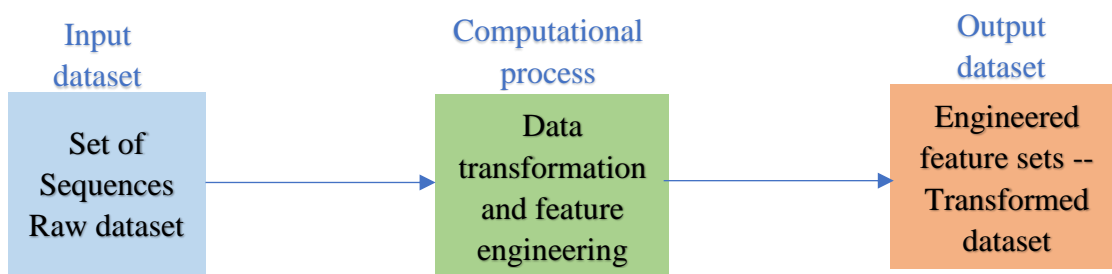 Input
dataset
Set of
Sequences
Raw dataset
Computational
process
Data
transformation
and feature
engineering
Output
dataset
Engineered
feature sets --
Transformed
dataset